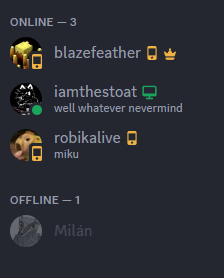 ONLINE — 3
blazefeather
iamthestoat
well whatever nevermind
robikalive
miku
OFFLINE — 1
Milán